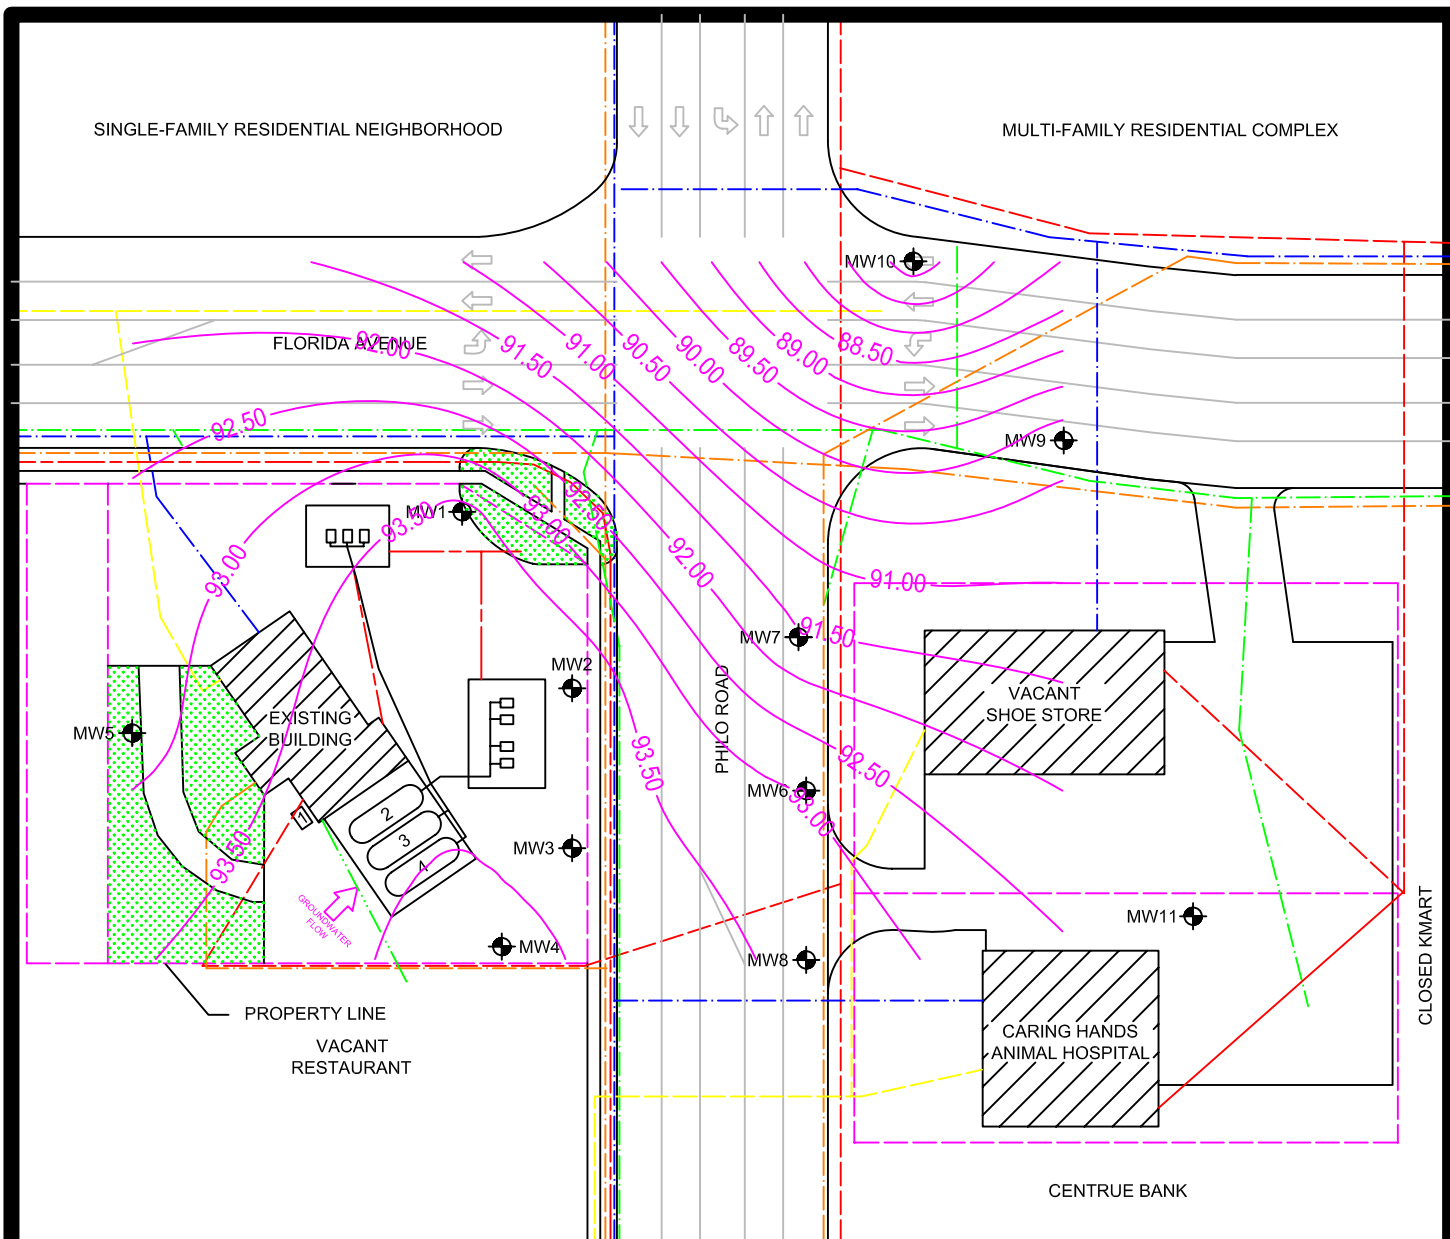 SINGLE-FAMILY RESIDENTIAL NEIGHBORHOOD
MULTI-FAMILY RESIDENTIAL COMPLEX
MW10
FLORIDA AVENUE
92.00
91.50
91.00
90.50
90.00
89.50
89.00
88.50
92.50
MW9
MW1
93.50
93.00
92.50
93.00
92.00
91.00
91.50
MW7
MW2
PHILO ROAD
VACANT
SHOE STORE
MW5
EXISTING
BUILDING
93.50
92.50
MW6
93.00
1
2
3
4
MW3
93.50
GROUNDWATER
FLOW
MW4
MW8
MW11
CLOSED KMART
PROPERTY LINE
VACANT
RESTAURANT
CARING HANDS
ANIMAL HOSPITAL
CENTRUE BANK